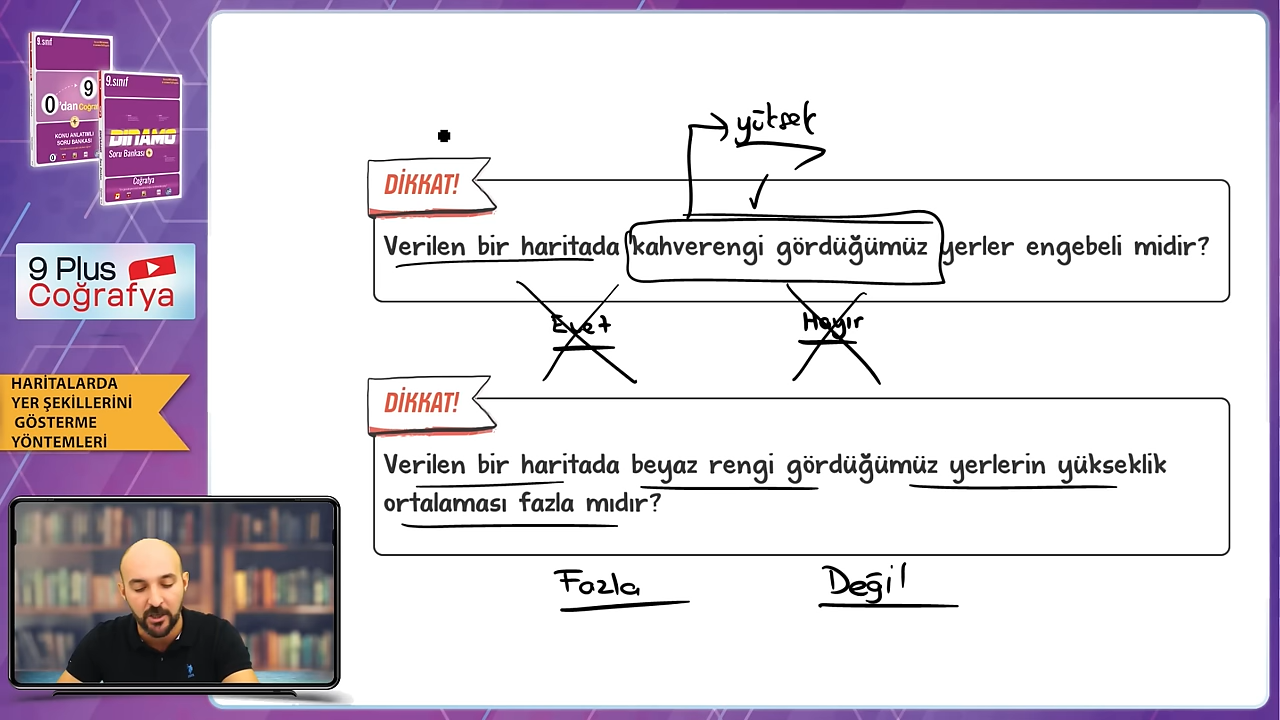 9.sınıf
0'dan
9
KONU ANLATIMLI
SORU BANKASI
9.sınıf
DİNAMO
Soru Bankası
Coğrafya
9 Plus
Coğrafya
HARİTALARDA
YER ŞEKİLLERİNİ
GÖSTERME
YÖNTEMLERİ
yüksek
DİKKAT!
Verilen bir haritada kahverengi gördüğümüz yerler engebeli midir?
Evet
Hayır
DİKKAT!
Verilen bir haritada beyaz rengi gördüğümüz yerlerin yükseklik
ortalaması fazla mıdır?
Fazla
Değil